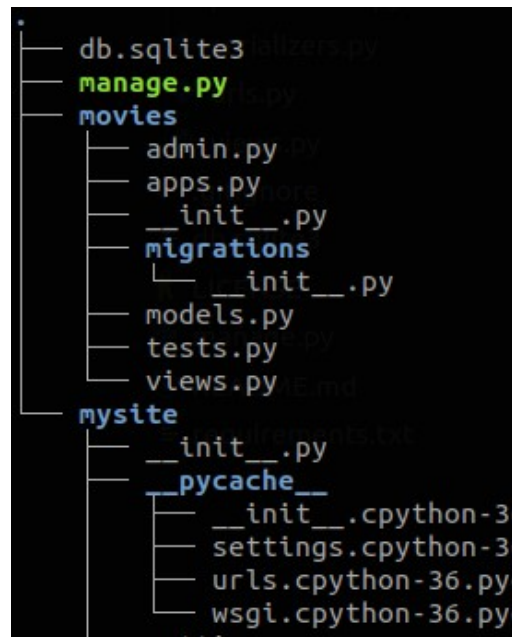 .
db.sqlite3
manage.py
movies
admin.py
apps.py
__init__.py
migrations
__init__.py
models.py
tests.py
views.py
mysite
__init__.py
__pycache__
__init__.cpython-3
settings.cpython-3
urls.cpython-36.py
wsgi.cpython-36.py